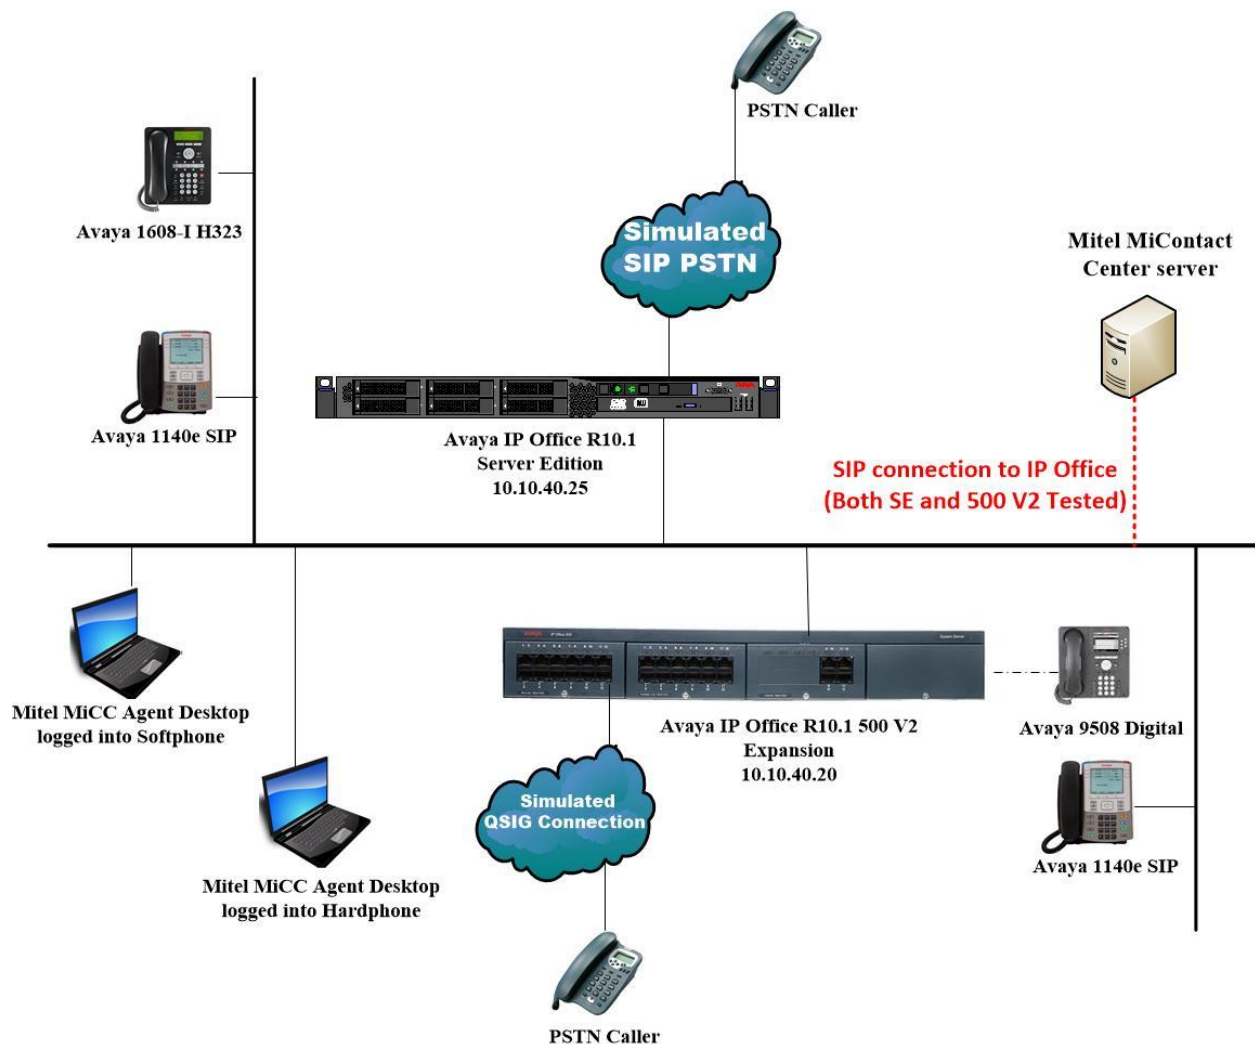 PSTN Caller
Avaya 1608-I H323
Simulated
SIP PSTN
Mitel MiContact
Center server
Avaya 1140e SIP
Avaya IP Office R10.1
Server Edition
10.10.40.25
SIP connection to IP Office
(Both SE and 500 V2 Tested)
Mitel MiCC Agent Desktop
logged into Softphone
Avaya IP Office R10.1 500 V2
Expansion
10.10.40.20
Avaya 9508 Digital
Simulated
QSIG Connection
Mitel MiCC Agent Desktop
logged into Hardphone
Avaya 1140e SIP
PSTN Caller